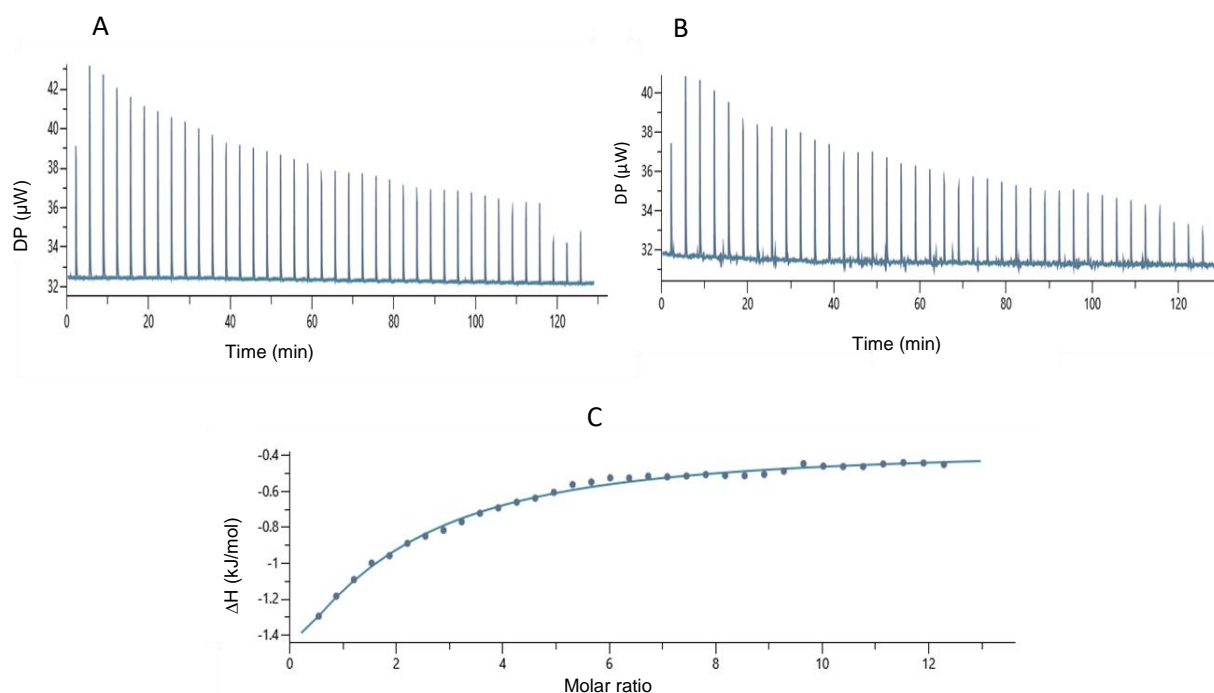 A
DP (µW)
42
40
38
36
34
32
0 20 40 60 80 100 120
Time (min)
B
DP (µW)
40
38
36
34
32
0 20 40 60 80 100 120
Time (min)
C
ΔH (kJ/mol)
-0.4
-0.6
-0.8
-1
-1.2
-1.4
0 2 4 6 8 10 12
Molar ratio